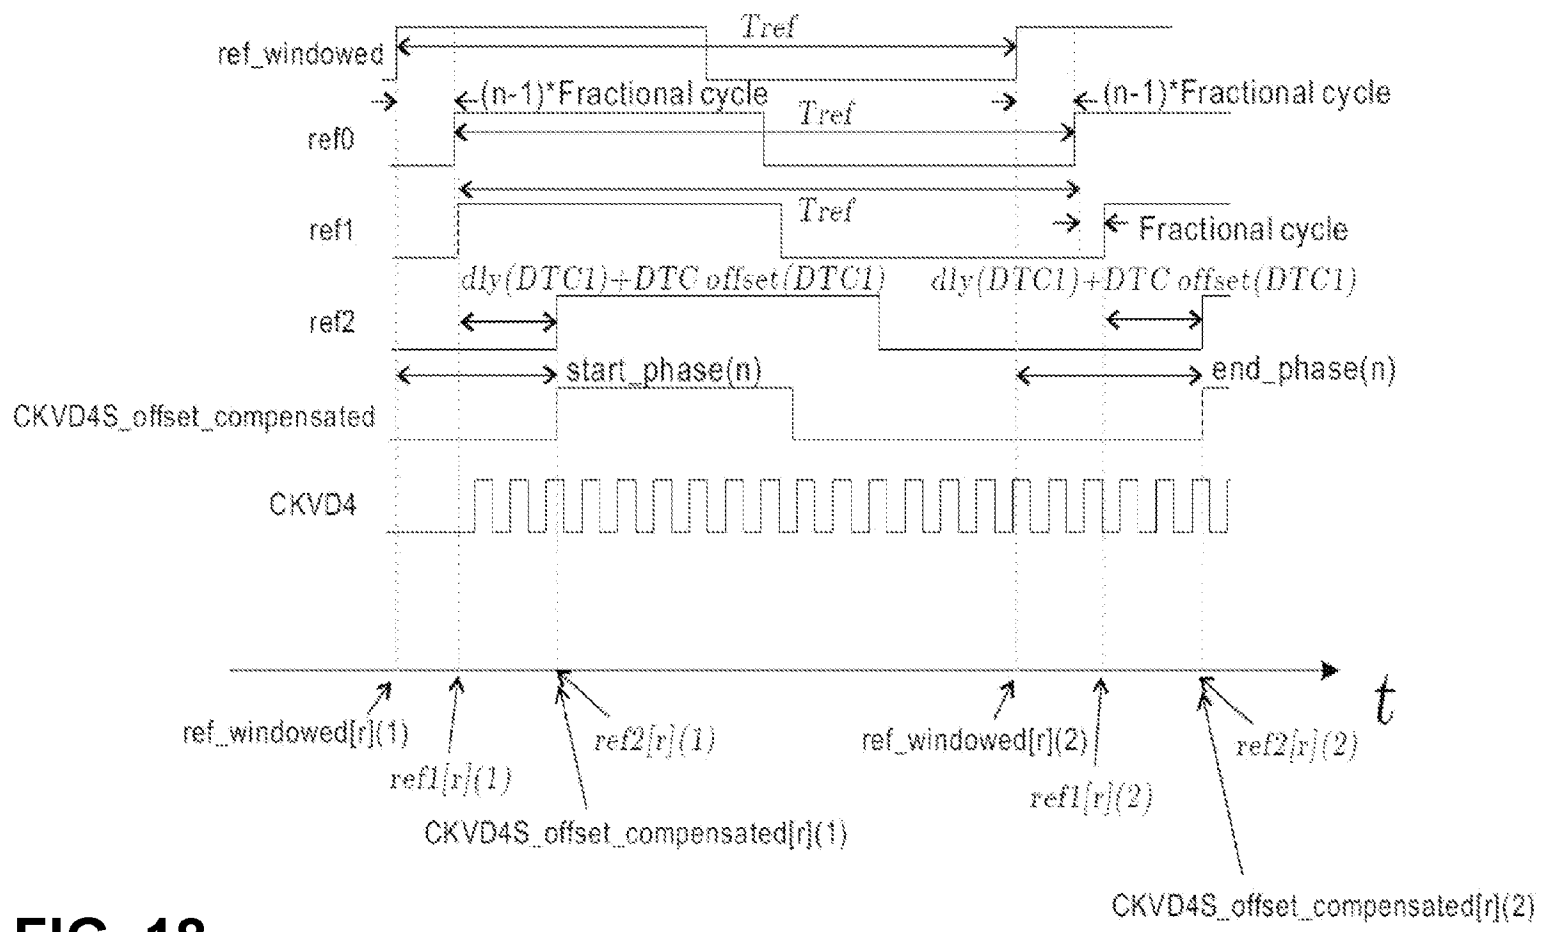 Tref
ref_windowed
(n-1)*Fractional cycle
(n-1)*Fractional cycle
Tref
ref0
Tref
ref1
Fractional cycle
dly(DTC1)+DTC offset(DTC1)
dly(DTC1)+DTC offset(DTC1)
ref2
start_phase(n)
end_phase(n)
CKVD4S_offset_compensated
CKVD4
t
ref_windowed[r](1)
ref2[r](1)
ref_windowed[r](2)
ref2[r](2)
ref1[r](1)
ref1[r](2)
CKVD4S_offset_compensated[r](1)
CKVD4S_offset_compensated[r](2)
FIG. 18